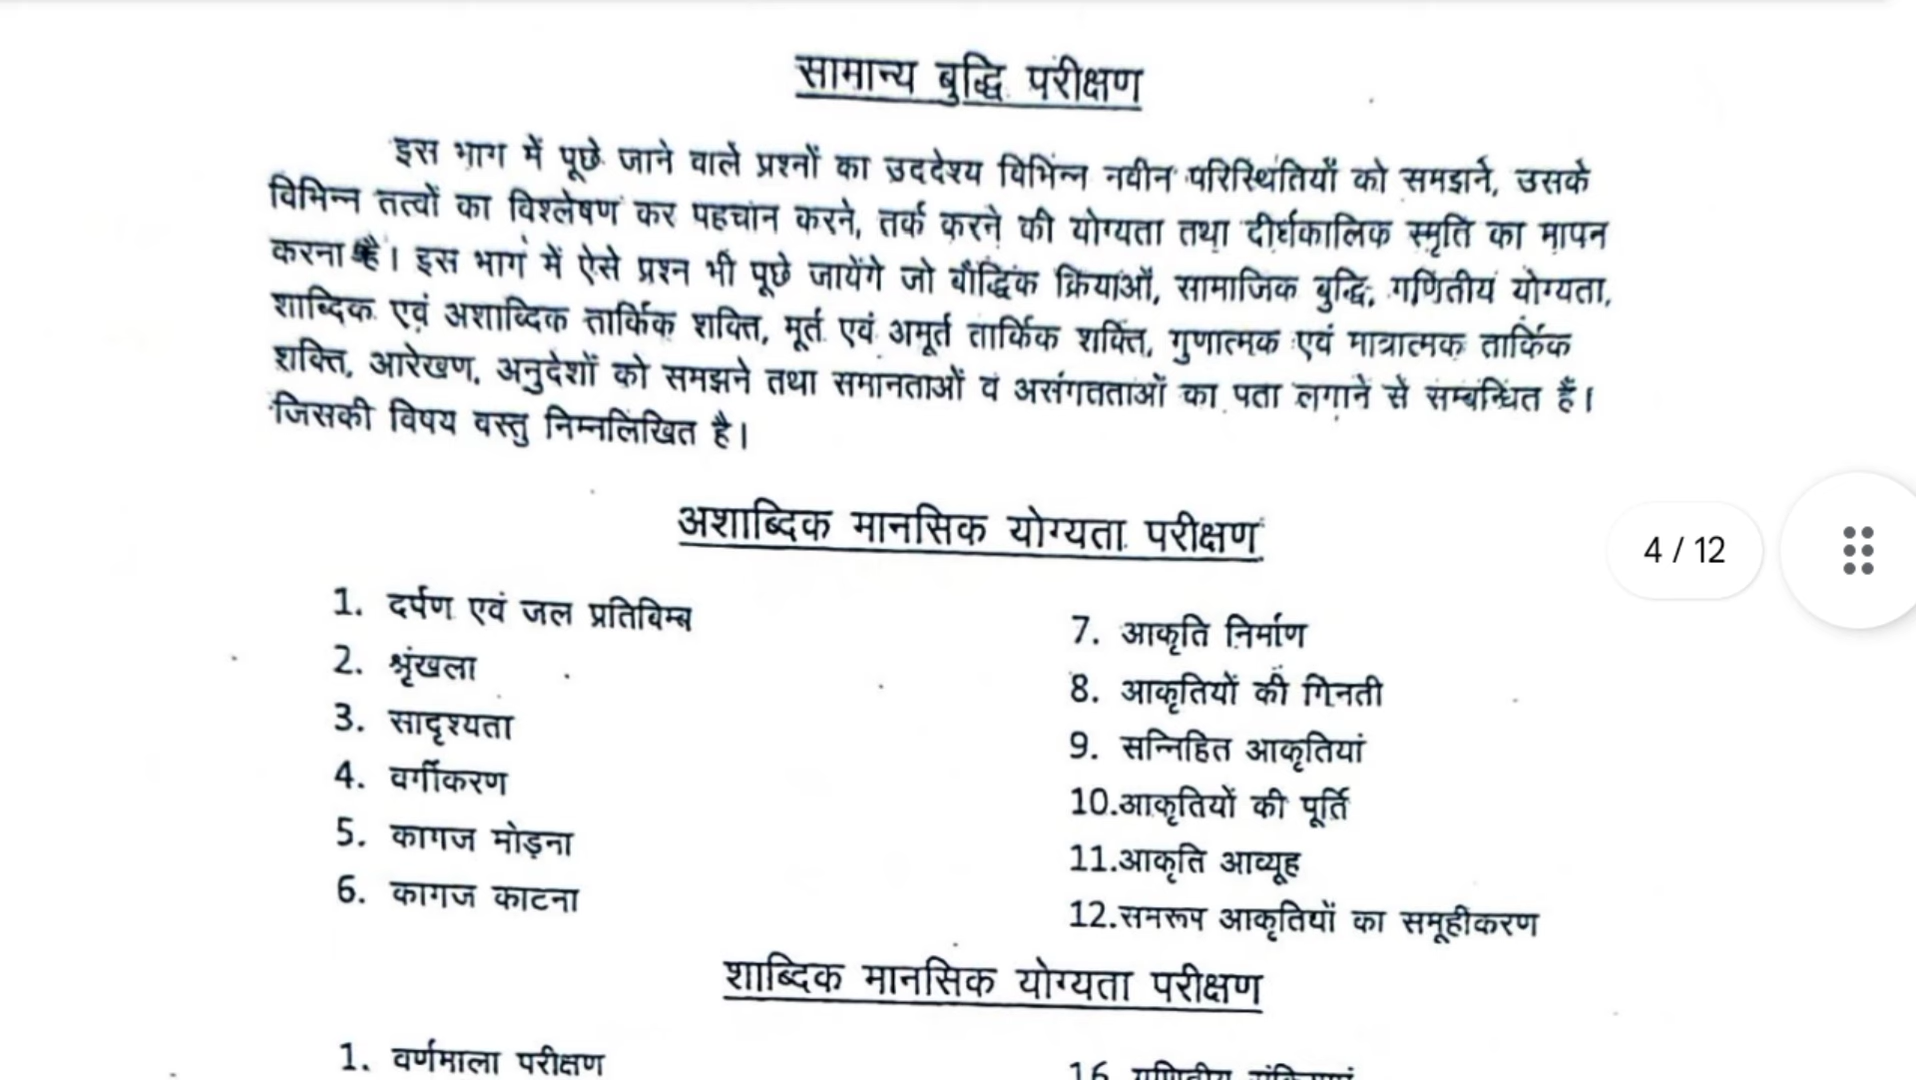 सामान्य बुद्धि परीक्षण
इस भाग में पूछे जाने वाले प्रश्नों का उददेश्य विभिन्न नवीन परिस्थितियों को समझने, उसके
विभिन्न तत्वों का विश्लेषण कर पहचान करने, तर्क करने की योग्यता तथा दीर्घकालिक स्मृति का मापन
करना है। इस भाग में ऐसे प्रश्न भी पूछे जायेंगे जो बौद्धिक क्रियाओं, सामाजिक बुद्धि, गणितीय योग्यता,
शाब्दिक एवं अशाब्दिक तार्किक शक्ति, मूर्त एवं अमूर्त तार्किक शक्ति, गुणात्मक एवं मात्रात्मक तार्किक
शक्ति, आरेखण, अनुदेशों को समझने तथा समानताओं व असंगतताओं का पता लगाने से सम्बन्धित हैं।
जिसकी विषय वस्तु निम्नलिखित है।
अशाब्दिक मानसिक योग्यता परीक्षण
4 / 12
1. दर्पण एवं जल प्रतिविम्ब
2. श्रृंखला
3. सादृश्यता
4. वर्गीकरण
5. कागज मोड़ना
6. कागज काटना
7. आकृति निर्माण
8. आकृतियों की गिनती
9. सन्निहित आकृतियां
10.आकृतियों की पूर्ति
11.आकृति आव्यूह
12.समरूप आकृतियों का समूहीकरण
शाब्दिक मानसिक योग्यता परीक्षण
1. वर्णमाला परीक्षण
16